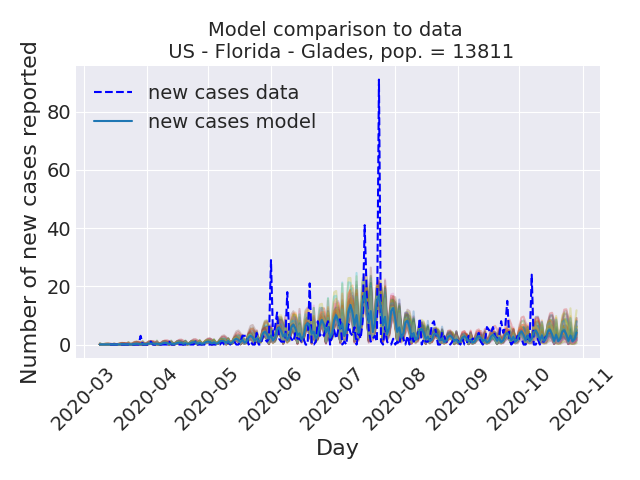 Model comparison to data
US - Florida - Glades, pop. = 13811
new cases data
new cases model
Number of new cases reported
80
60
40
20
0
2020-03
2020-04
2020-05
2020-06
2020-07
2020-08
2020-09
2020-10
2020-11
Day